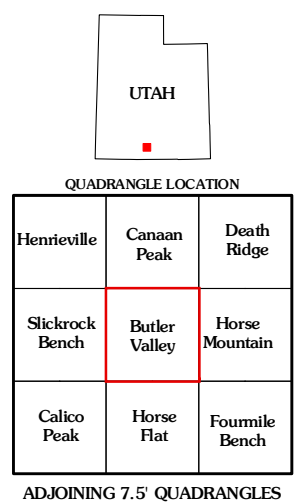 UTAH
QUADRANGLE LOCATION
Henrieville
Canaan
Peak
Death
Ridge
Slickrock
Bench
Butler
Valley
Horse
Mountain
Calico
Peak
Horse
Flat
Fourmile
Bench
ADJOINING 7.5' QUADRANGLES